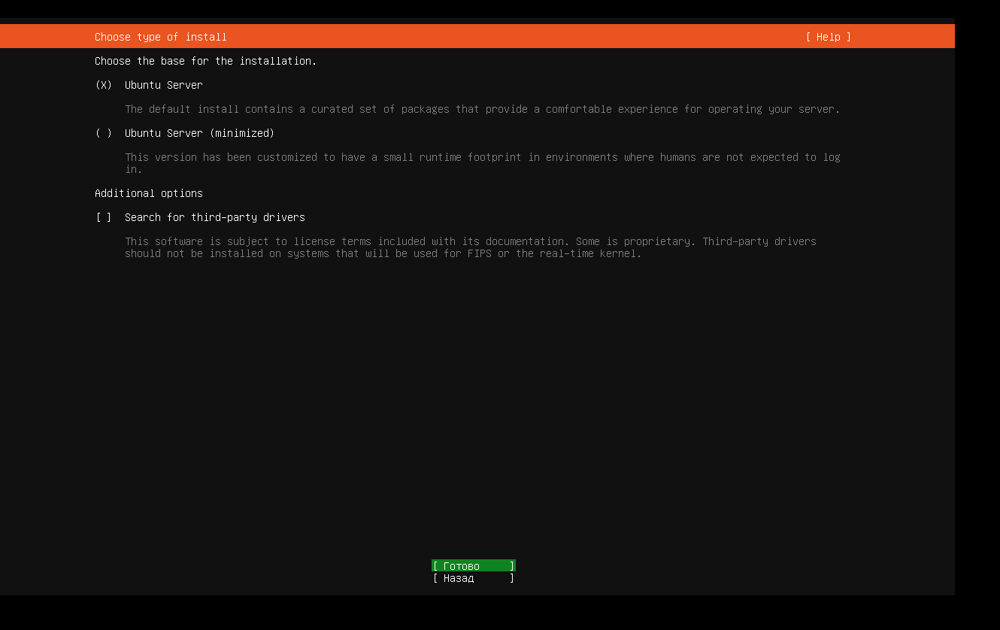 Choose type of install [ Help ]
Choose the base for the installation.
(X) Ubuntu Server
The default install contains a curated set of packages that provide a comfortable experience for operating your server.
( ) Ubuntu Server (minimized)
This version has been customized to have a small runtime footprint in environments where humans are not expected to log
in.
Additional options
[ ] Search for third-party drivers
This software is subject to license terms included with its documentation. Some is proprietary. Third-party drivers
should not be installed on systems that will be used for FIPS or the real-time kernel.
[ Готово ]
[ Назад ]